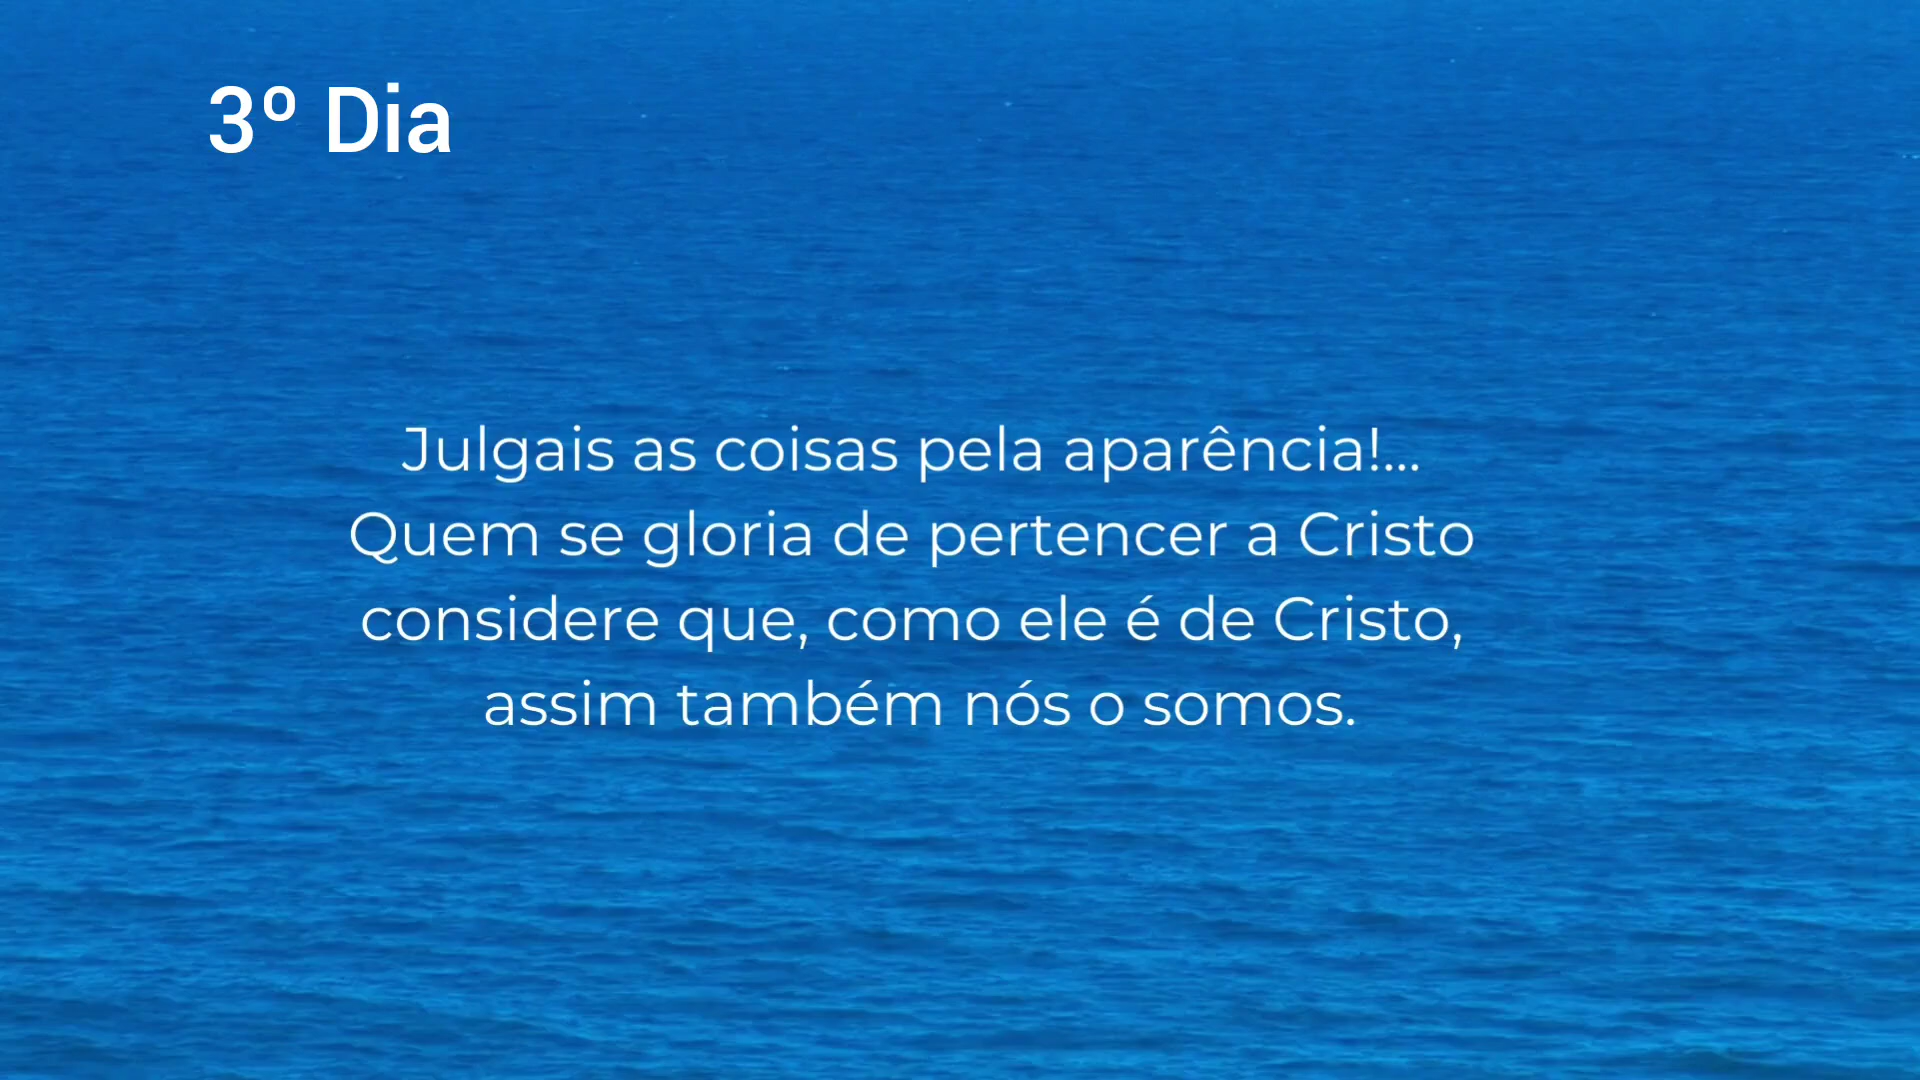 3º Dia
Julgais as coisas pela aparência!...
Quem se gloria de pertencer a Cristo
considere que, como ele é de Cristo,
assim também nós o somos.